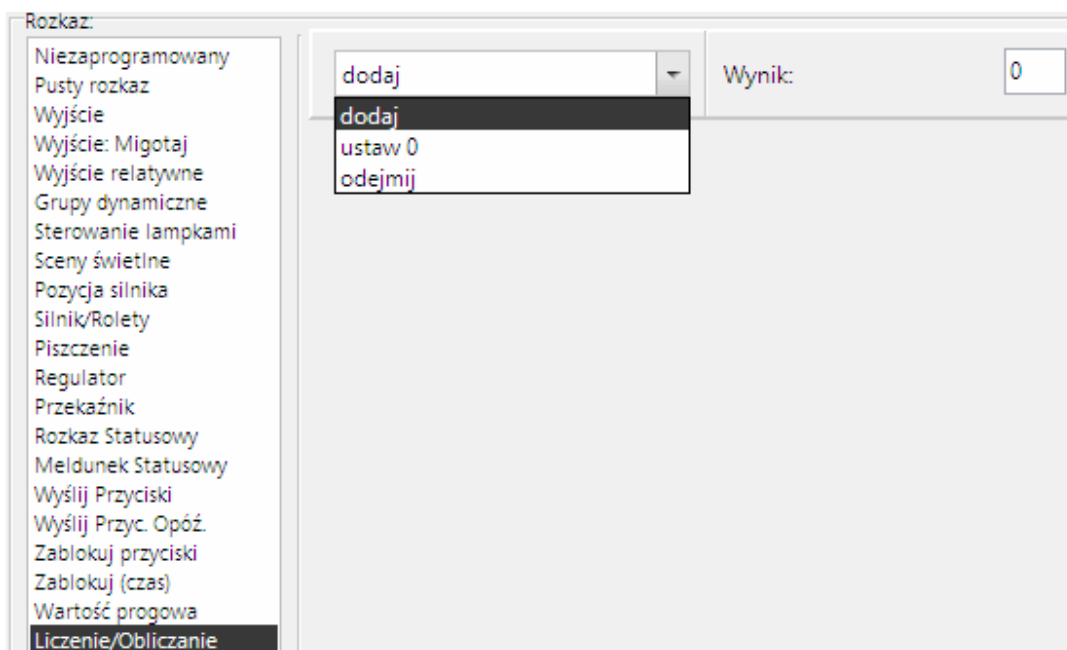 Rozkaz:
Niezaprogramowany
Pusty rozkaz
Wyjście
Wyjście: Migotaj
Wyjście relatywne
Grupy dynamiczne
Sterowanie lampkami
Sceny świetlne
Pozycja silnika
Silnik/Rolety
Piszczenie
Regulator
Przekaźnik
Rozkaz Statusowy
Meldunek Statusowy
Wyślij Przyciski
Wyślij Przyc. Opóź.
Zablokuj przyciski
Zablokuj (czas)
Wartość progowa
Liczenie/Obliczanie
dodaj
dodaj
ustaw 0
odejmij
Wynik: 0